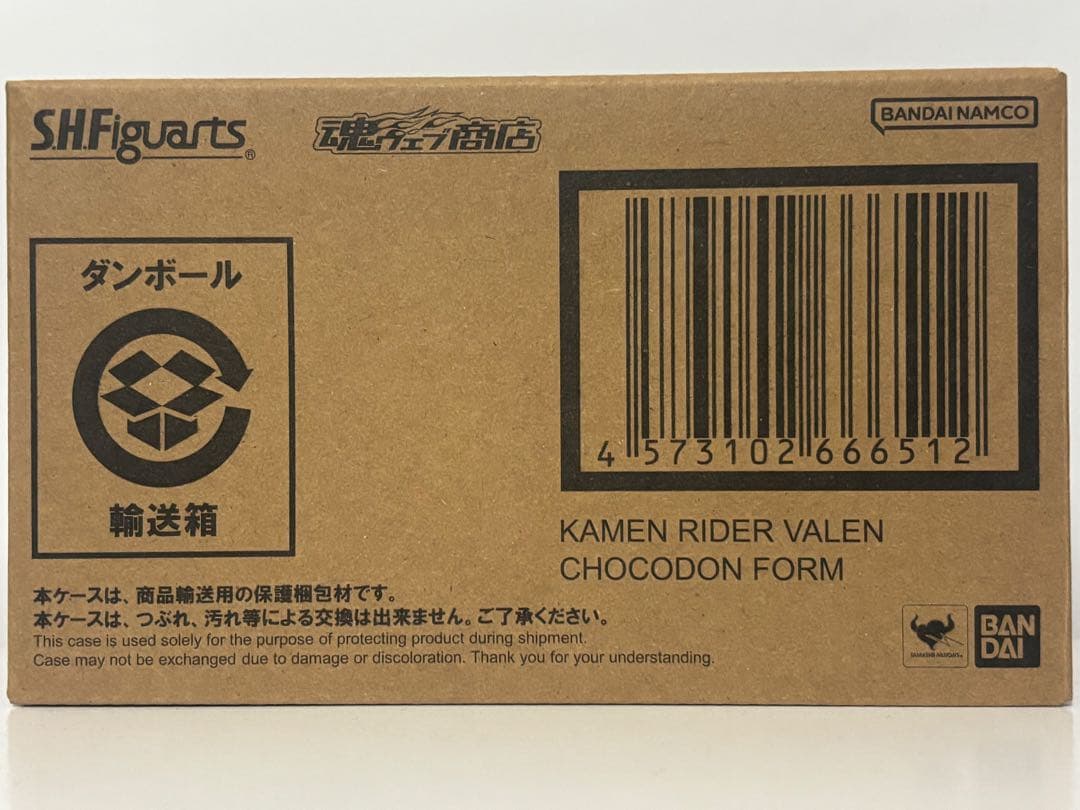 S.H.Figuarts®
魂ウェブ商店
BANDAI NAMCO
ダンボール
輸送箱
4 573102 666512
KAMEN RIDER VALEN
CHOCODON FORM
本ケースは、商品輸送用の保護梱包材です。
本ケースは、つぶれ、汚れ等による交換は出来ません。ご了承ください。
This case is used solely for the purpose of protecting product during shipment.
Case may not be exchanged due to damage or discoloration. Thank you for your understanding.
TAMASHII NATIONS
BAN
DAI